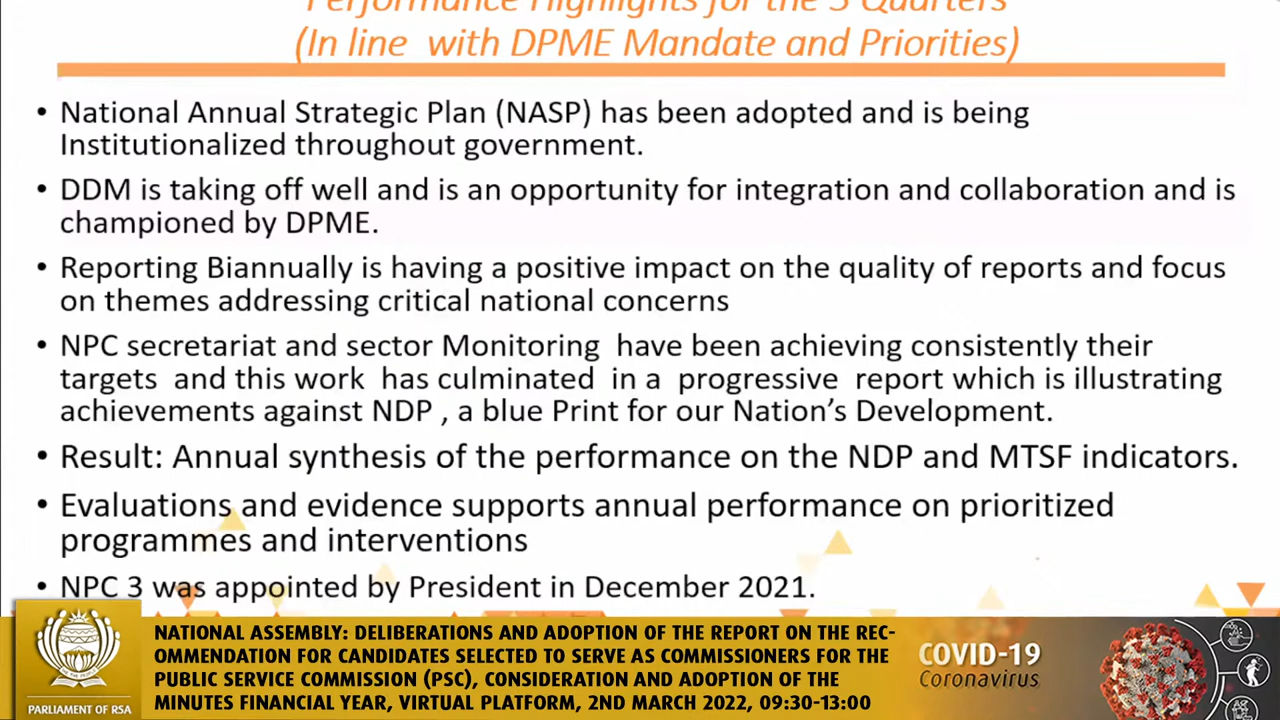 Performance Highlights for the 3 Quarters
(In line with DPME Mandate and Priorities)
• National Annual Strategic Plan (NASP) has been adopted and is being
Institutionalized throughout government.
• DDM is taking off well and is an opportunity for integration and collaboration and is
championed by DPME.
• Reporting Biannually is having a positive impact on the quality of reports and focus
on themes addressing critical national concerns
• NPC secretariat and sector Monitoring have been achieving consistently their
targets and this work has culminated in a progressive report which is illustrating
achievements against NDP , a blue Print for our Nation's Development.
• Result: Annual synthesis of the performance on the NDP and MTSF indicators.
• Evaluations and evidence supports annual performance on prioritized
programmes and interventions
• NPC 3 was appointed by President in December 2021.
PARLIAMENT OF RSA
NATIONAL ASSEMBLY: DELIBERATIONS AND ADOPTION OF THE REPORT ON THE REC-
OMMENDATION FOR CANDIDATES SELECTED TO SERVE AS COMMISSIONERS FOR THE
PUBLIC SERVICE COMMISSION (PSC), CONSIDERATION AND ADOPTION OF THE
MINUTES FINANCIAL YEAR, VIRTUAL PLATFORM, 2ND MARCH 2022, 09:30-13:00
COVID-19
Coronavirus